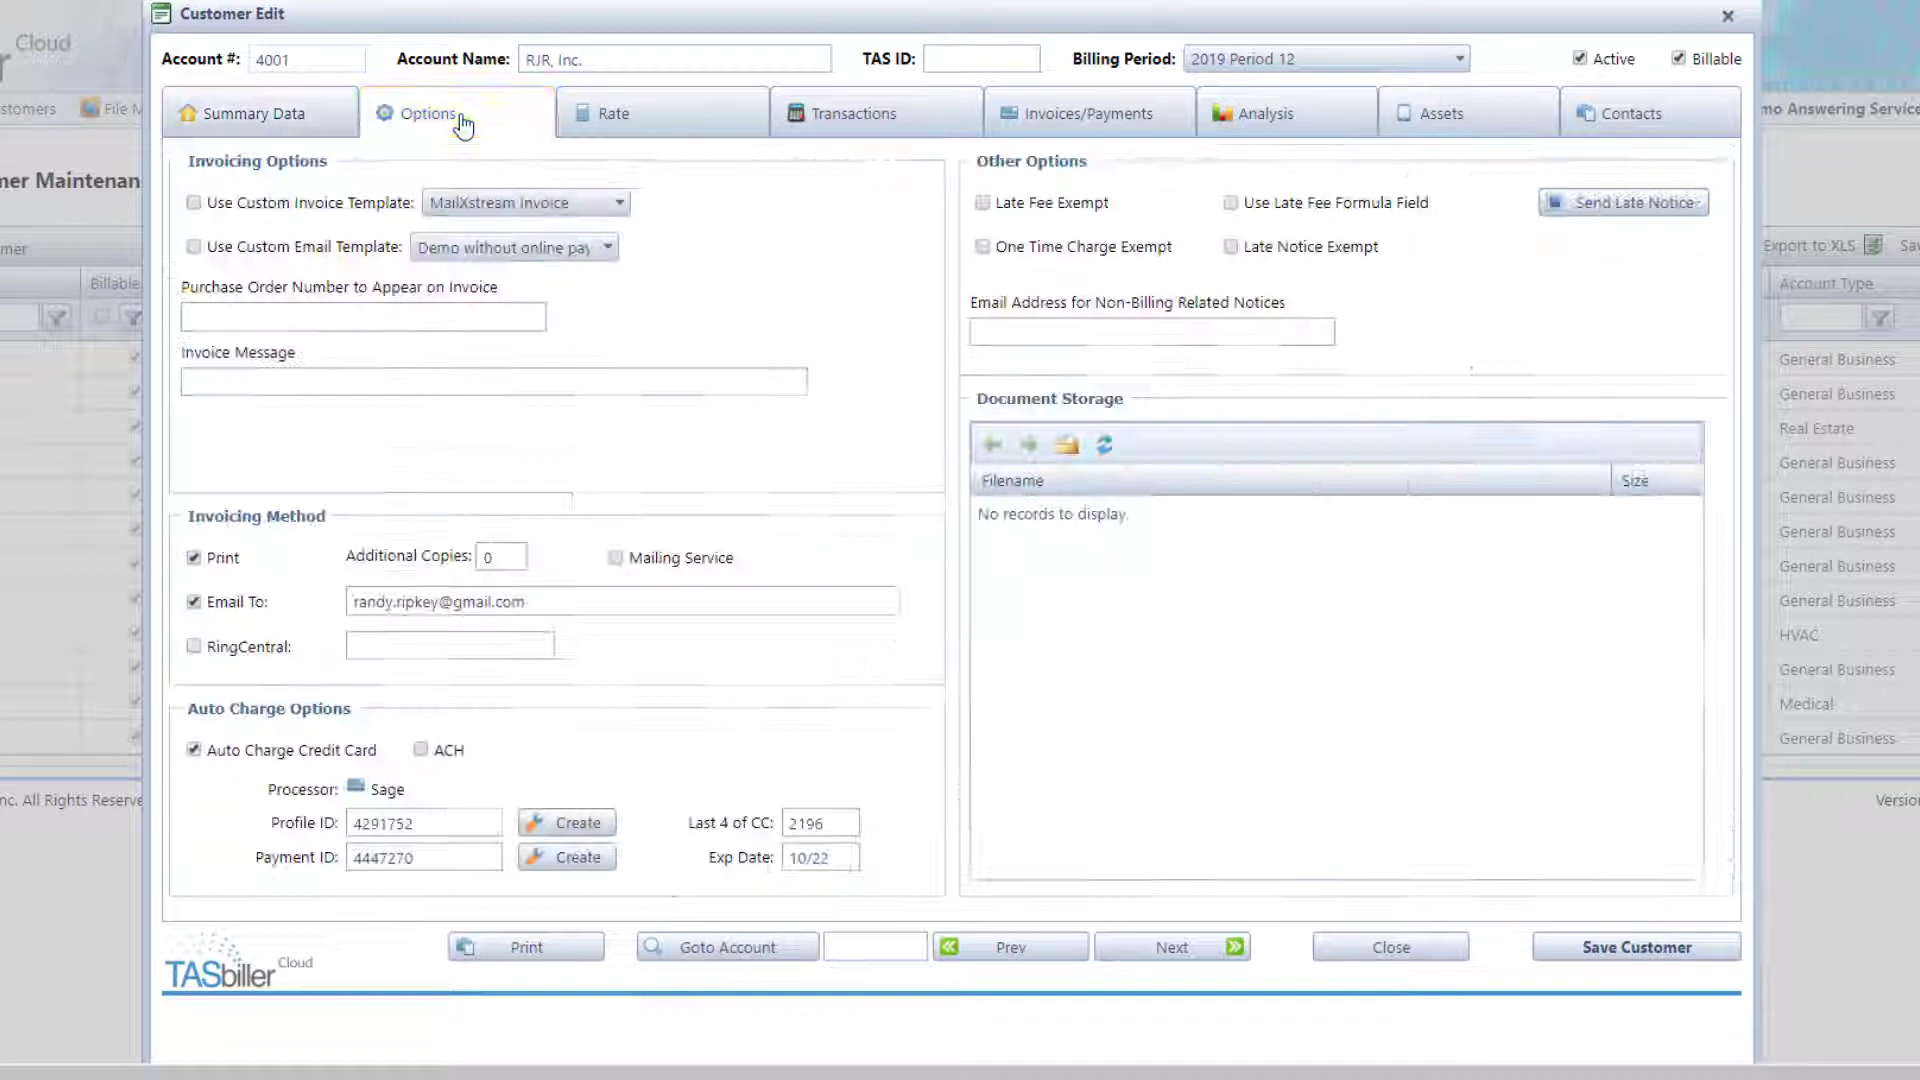 Customer Edit
Cloud
Account #: 4001 Account Name: RJR, Inc. TAS ID: Billing Period: 2019 Period 12 Active Billable
stomers File M
mo Answering Service
Summary Data Options Rate Transactions Invoices/Payments Analysis Assets Contacts
Invoicing Options
Other Options
mer Maintenan
Use Custom Invoice Template: MailXstream Invoice
Late Fee Exempt Use Late Fee Formula Field Send Late Notice
Use Custom Email Template: Demo without online pay
One Time Charge Exempt Late Notice Exempt
mer
Export to XLS Sav
Billable
Account Type
Purchase Order Number to Appear on Invoice
Email Address for Non-Billing Related Notices
Invoice Message
General Business
General Business
Real Estate
General Business
General Business
General Business
General Business
General Business
HVAC
General Business
Medical
General Business
Document Storage
Filename Size
No records to display.
Invoicing Method
Print Additional Copies: 0 Mailing Service
Email To: randy.ripkey@gmail.com
RingCentral:
Auto Charge Options
Auto Charge Credit Card ACH
Processor: Sage
Profile ID: 4291752 Create Last 4 of CC: 2196
Payment ID: 4447270 Create Exp Date: 10/22
nc. All Rights Reserve
Version
Print Goto Account Prev Next Close Save Customer
TASbiller Cloud